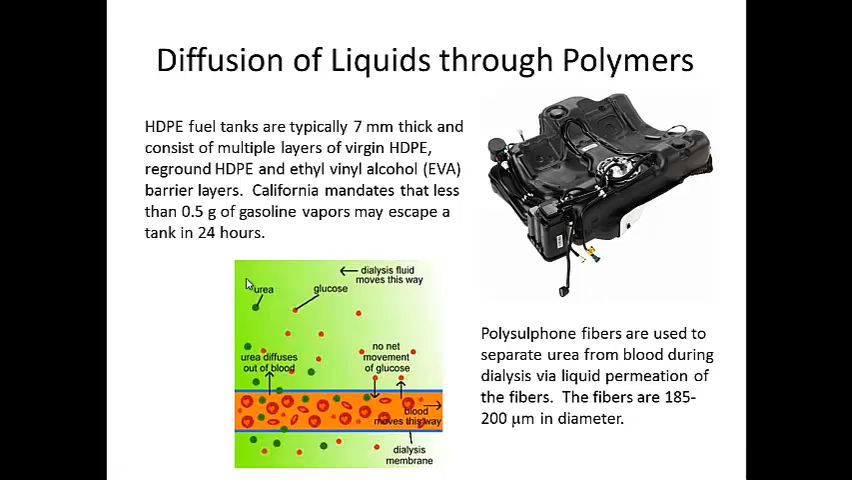 Diffusion of Liquids through Polymers
HDPE fuel tanks are typically 7 mm thick and
consist of multiple layers of virgin HDPE,
reground HDPE and ethyl vinyl alcohol (EVA)
barrier layers.  California mandates that less
than 0.5 g of gasoline vapors may escape a
tank in 24 hours.
dialysis fluid
moves this way
urea
glucose
urea diffuses
out of blood
no net
movement
of glucose
blood
moves this way
dialysis
membrane
Polysulphone fibers are used to
separate urea from blood during
dialysis via liquid permeation of
the fibers.  The fibers are 185-
200 μm in diameter.